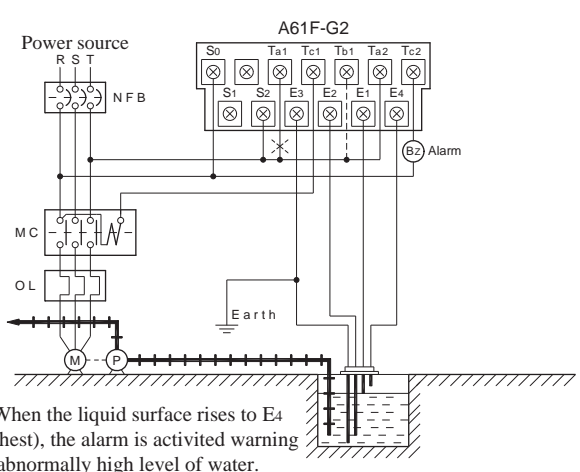 A61F-G2
Power source
R S T
NFB
S0 Ta1 Tc1 Tb1 Ta2 Tc2
S1 S2 E3 E2 E1 E4
Bz Alarm
MC
OL
Earth
M P
When the liquid surface rises to E4
hest), the alarm is activited warning
abnormally high level of water.